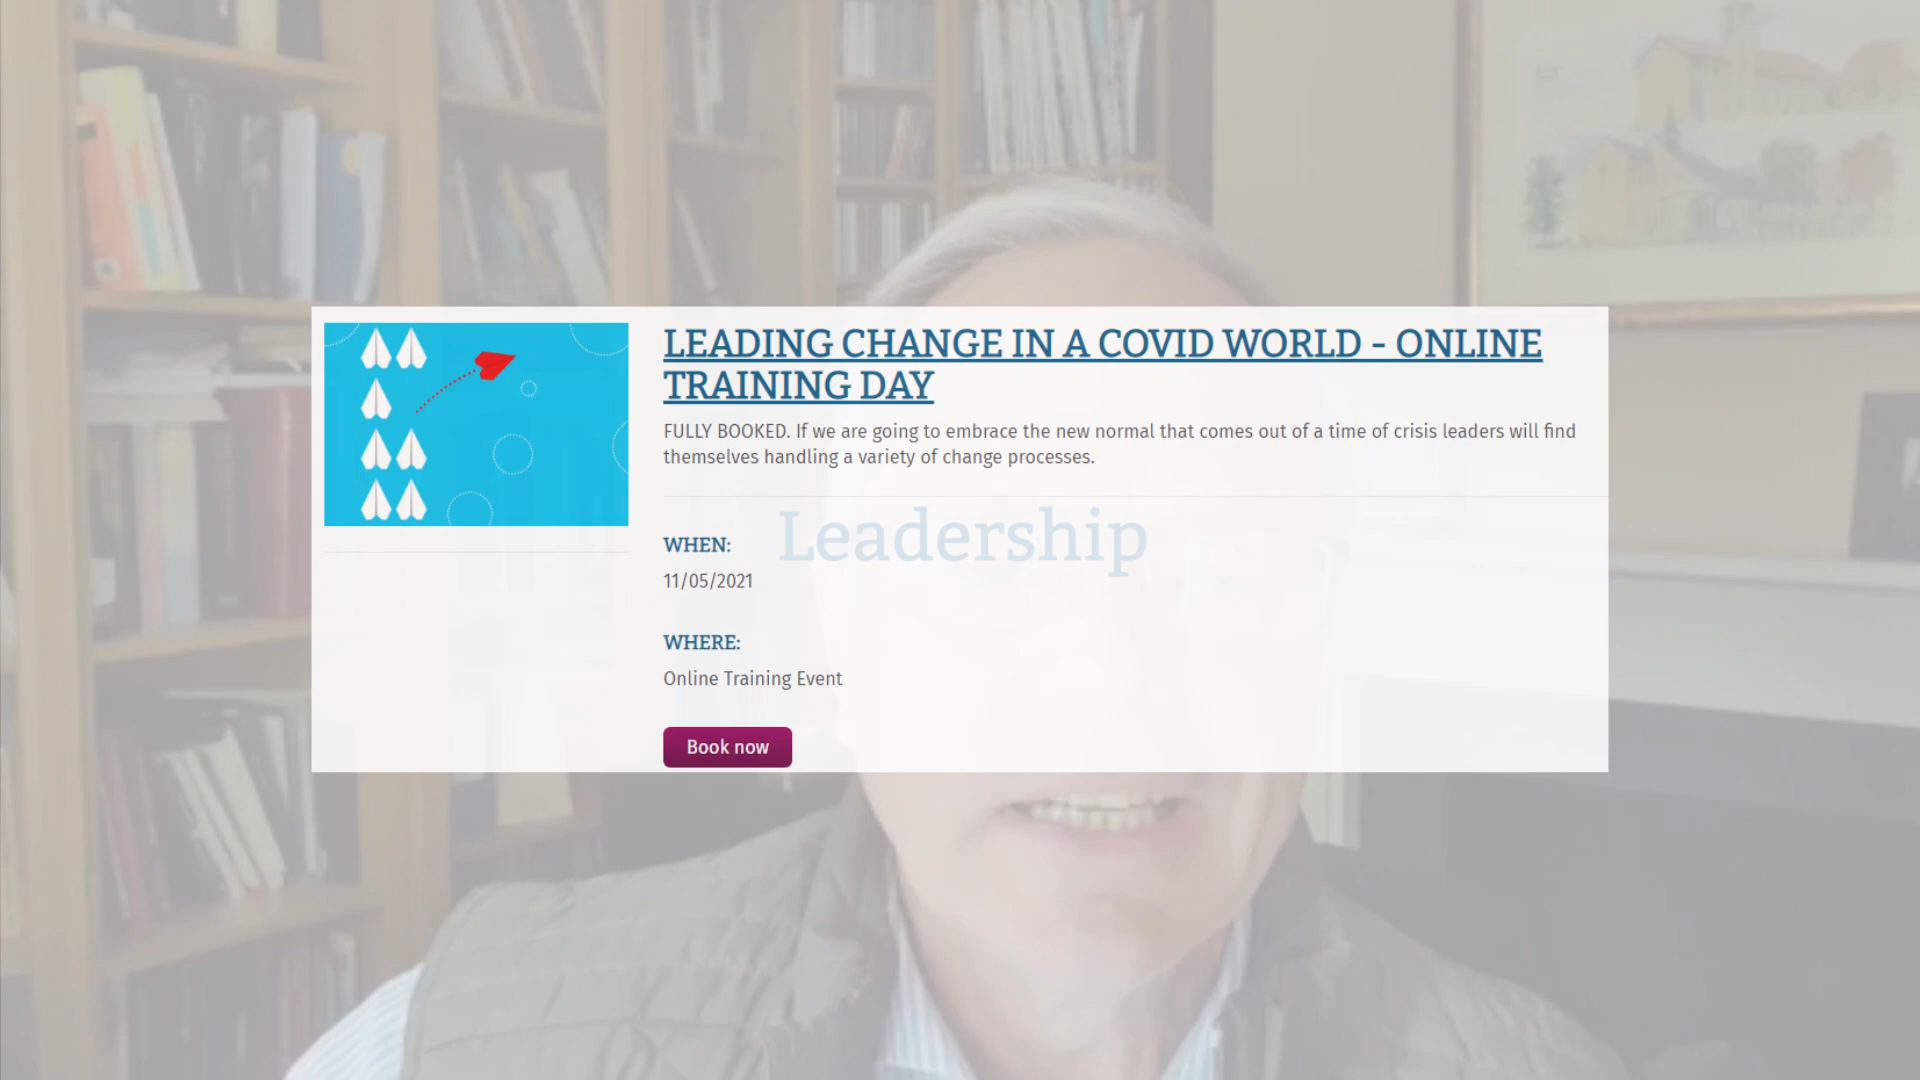 LEADING CHANGE IN A COVID WORLD - ONLINE
TRAINING DAY
FULLY BOOKED. If we are going to embrace the new normal that comes out of a time of crisis leaders will find
themselves handling a variety of change processes.
Leadership
WHEN:
11/05/2021
WHERE:
Online Training Event
Book now